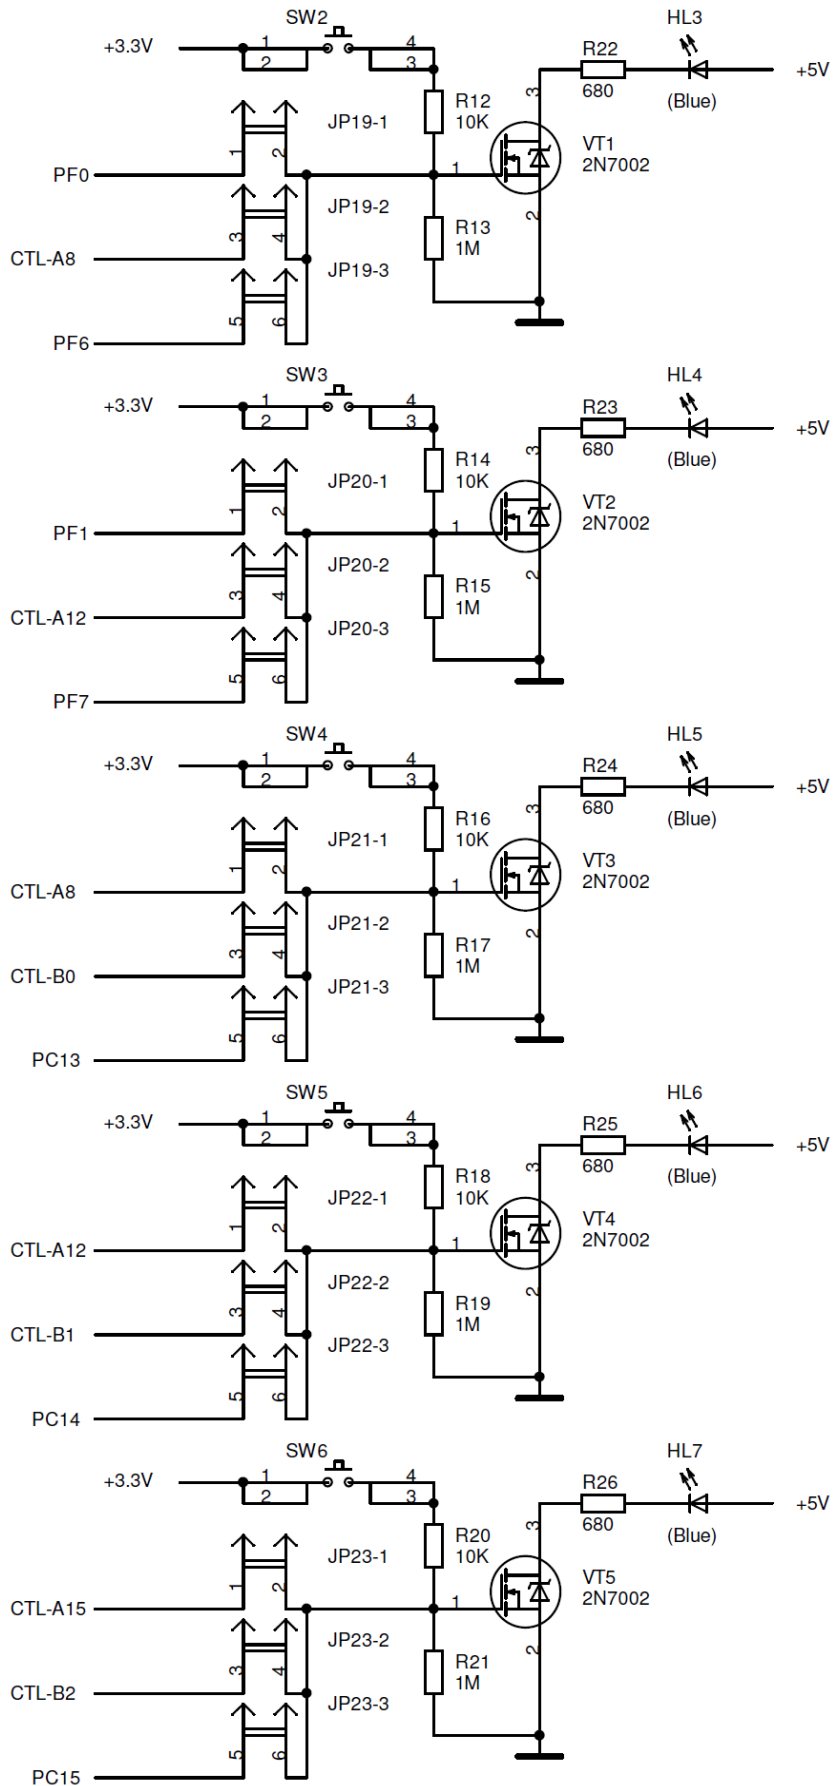 SW2 HL3
+3.3V 1 4 R22 +5V
2 3 680 (Blue)
R12 3
JP19-1 10K VT1
1 2 2N7002
PF0 1
JP19-2 R13 2
3 4 1M
CTL-A8 JP19-3
5 6
PF6
SW3 HL4
+3.3V 1 4 R23 +5V
2 3 680 (Blue)
R14 3
JP20-1 10K VT2
1 2 2N7002
PF1 1
JP20-2 R15 2
3 4 1M
CTL-A12 JP20-3
5 6
PF7
SW4 HL5
+3.3V 1 4 R24 +5V
2 3 680 (Blue)
R16 3
JP21-1 10K VT3
1 2 2N7002
CTL-A8 1
JP21-2 R17 2
3 4 1M
CTL-B0 JP21-3
5 6
PC13
SW5 HL6
+3.3V 1 4 R25 +5V
2 3 680 (Blue)
R18 3
JP22-1 10K VT4
1 2 2N7002
CTL-A12 1
JP22-2 R19 2
3 4 1M
CTL-B1 JP22-3
5 6
PC14
SW6 HL7
+3.3V 1 4 R26 +5V
2 3 680 (Blue)
R20 3
JP23-1 10K VT5
1 2 2N7002
CTL-A15 1
JP23-2 R21 2
3 4 1M
CTL-B2 JP23-3
5 6
PC15